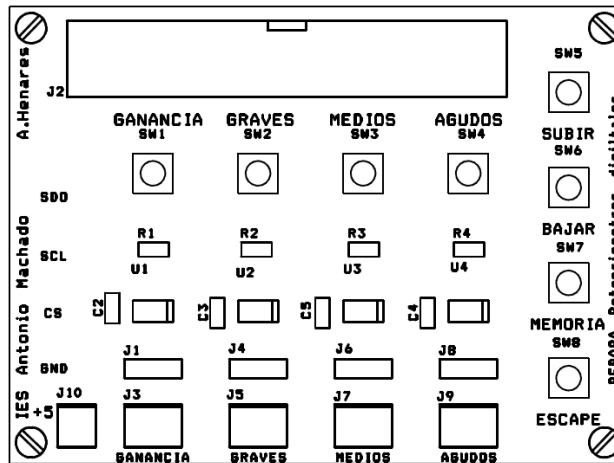 J2
SW5
GANANCIA GRAVES MEDIOS AGUDOS
SW1 SW2 SW3 SW4
SUBIR
SW6
SDO
R1 R2 R3 R4
BAJAR
SCL
SW7
U1 U2 U3 U4
C2 C3 C5 C4
CS
MEMORIA
SW8
J1 J4 J6 J8
GND
J10 J3 J5 J7 J9
+5
ESCAPE
GANANCIA GRAVES MEDIOS AGUDOS
IES Antonio Machado A.Henares
Potenciometros digitales